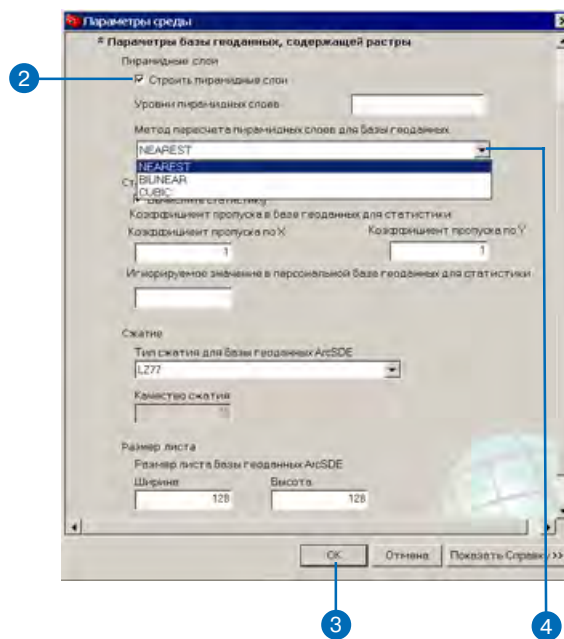 Параметры среды
Параметры базы геоданных, содержащей растры
Пирамидные слои
2
Строить пирамидные слои
Уровни пирамидных слоев
Метод пересчета пирамидных слоев для базы геоданных
NEAREST
NEAREST
BILINEAR
CUBIC
Вычислить статистику
Коэффициент пропуска в базе геоданных для статистики
Коэффициент пропуска по X
Коэффициент пропуска по Y
1
1
Игнорируемое значение в персональной базе геоданных для статистики
Сжатие
Тип сжатия для базы геоданных ArcSDE
LZ77
Качество сжатия
Размер листа
Размер листа базы геоданных ArcSDE
Ширина
Высота
128
128
OK
Отмена
Показать Справку >>
3
4